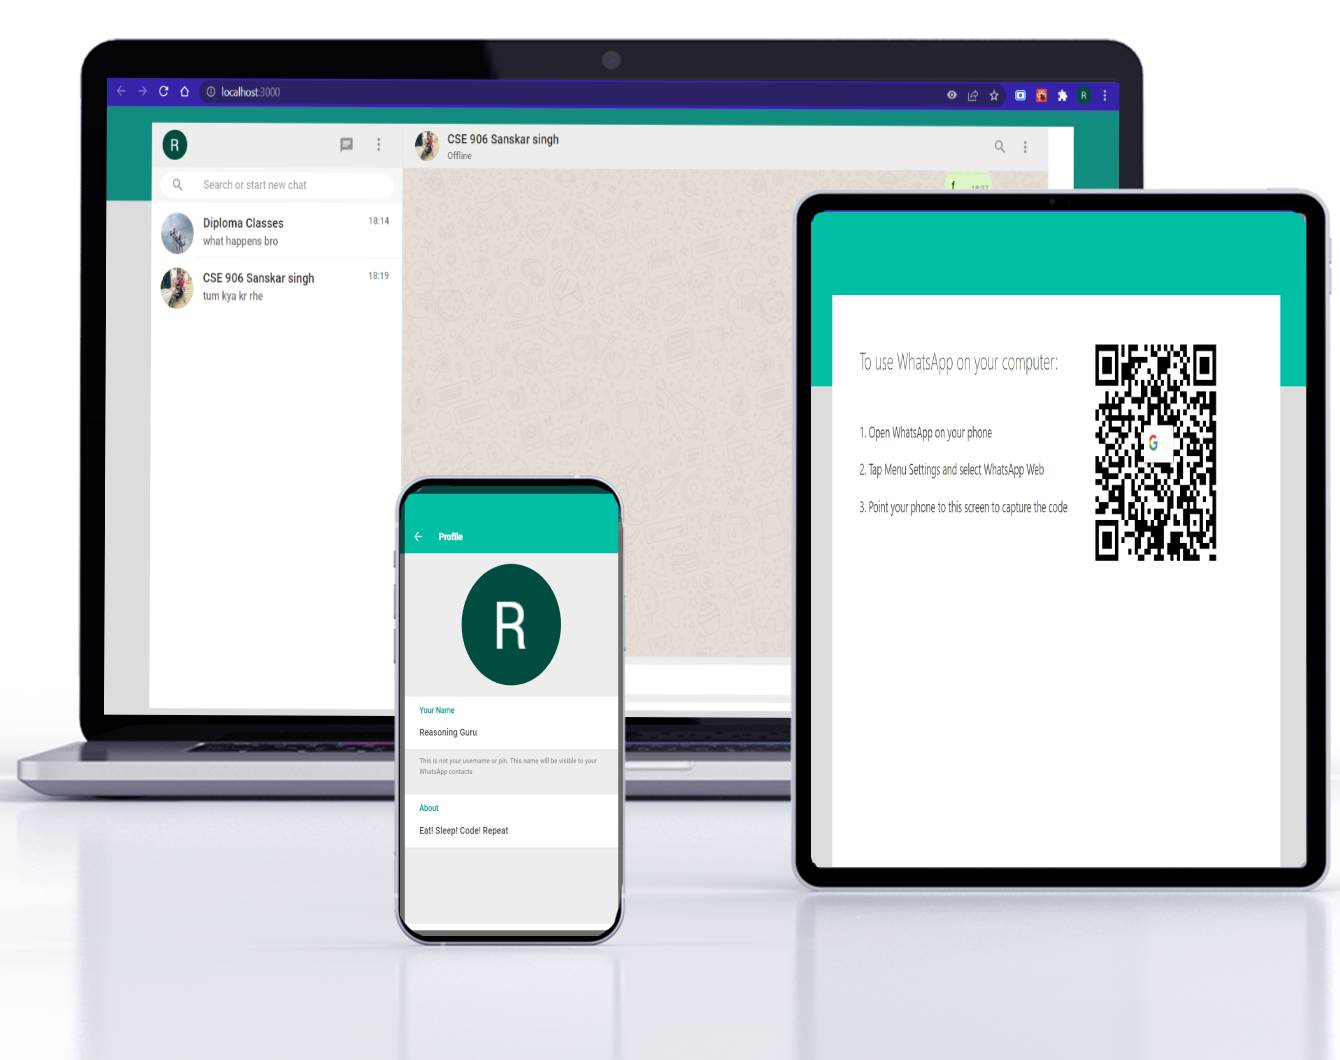 localhost:3000
R
R
CSE 906 Sanskar singh
Offline
Search or start new chat
Diploma Classes
18:14
what happens bro
CSE 906 Sanskar singh
18:19
tum kya kr rhe
f
Profile
R
Your Name
Reasoning Guru
This is not your username or pin. This name will be visible to your
WhatsApp contacts
About
Eat! Sleep! Code! Repeat
To use WhatsApp on your computer:
1. Open WhatsApp on your phone
2. Tap Menu Settings and select WhatsApp Web
3. Point your phone to this screen to capture the code
G